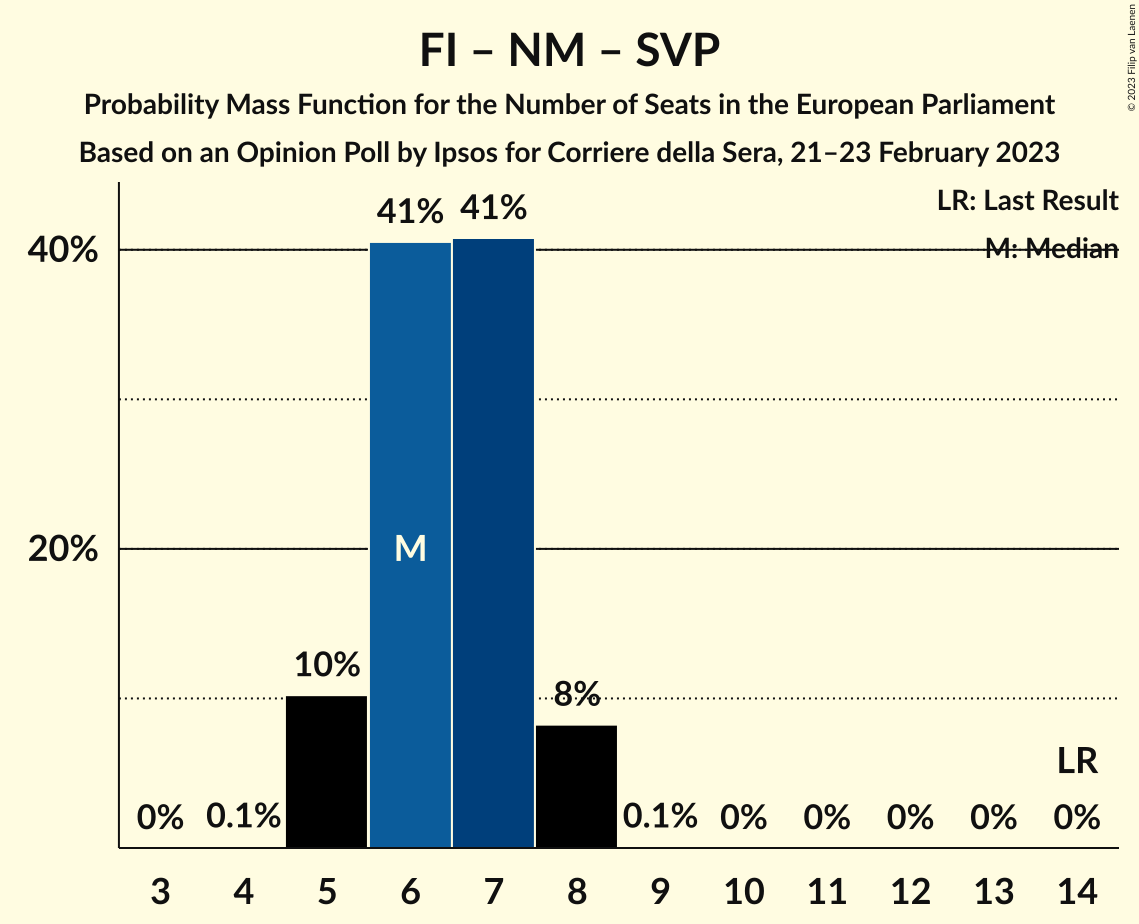 FI – NM – SVP
Probability Mass Function for the Number of Seats in the European Parliament
Based on an Opinion Poll by Ipsos for Corriere della Sera, 21–23 February 2023
© 2023 Filip van Laenen
LR: Last Result
M: Median
41% 41%
40%
20%
M
10%
8%
LR
0% 0.1% 0.1% 0% 0% 0% 0% 0%
3 4 5 6 7 8 9 10 11 12 13 14